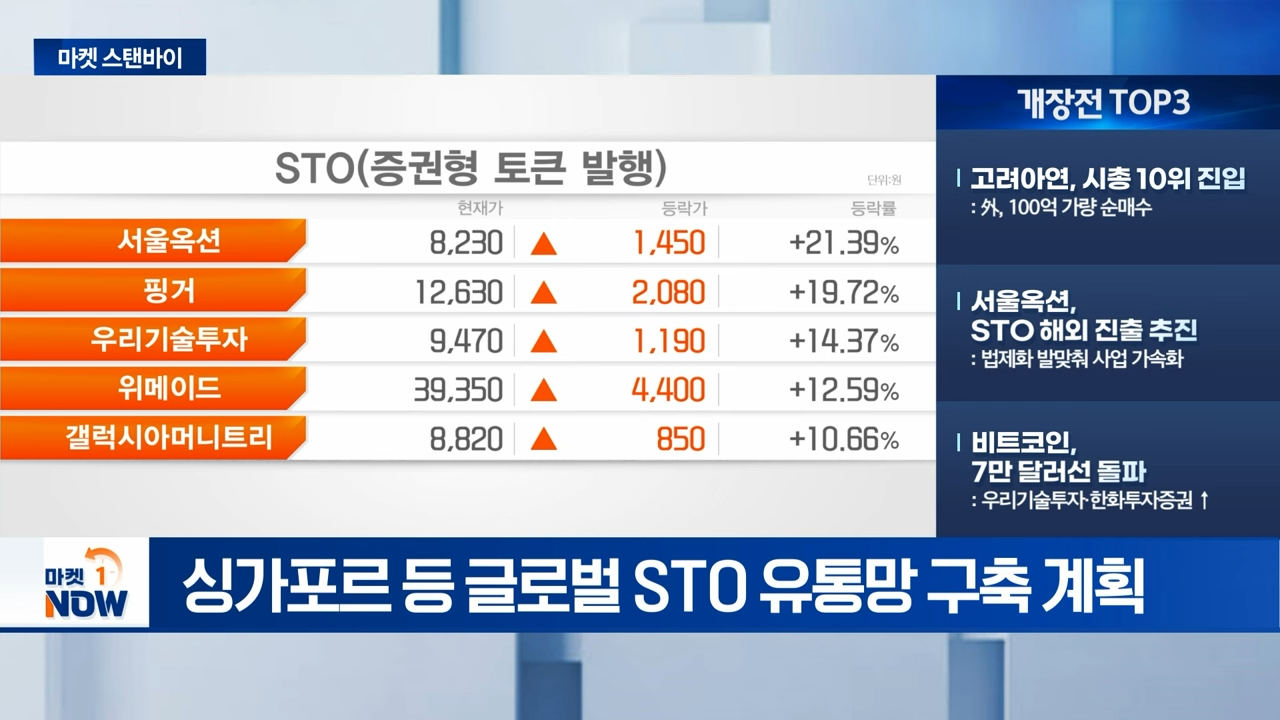 마켓 스탠바이
STO(증권형 토큰 발행)
단위:원
현재가 등락가 등락률
서울옥션 8,230 ▲ 1,450 +21.39%
핑거 12,630 ▲ 2,080 +19.72%
우리기술투자 9,470 ▲ 1,190 +14.37%
위메이드 39,350 ▲ 4,400 +12.59%
갤럭시아머니트리 8,820 ▲ 850 +10.66%
개장전 TOP3
고려아연, 시총 10위 진입
: 外, 100억 가량 순매수
서울옥션,
STO 해외 진출 추진
: 법제화 발맞춰 사업 가속화
비트코인,
7만 달러선 돌파
: 우리기술투자·한화투자증권 ↑
마켓 1
NOW
싱가포르 등 글로벌 STO 유통망 구축 계획